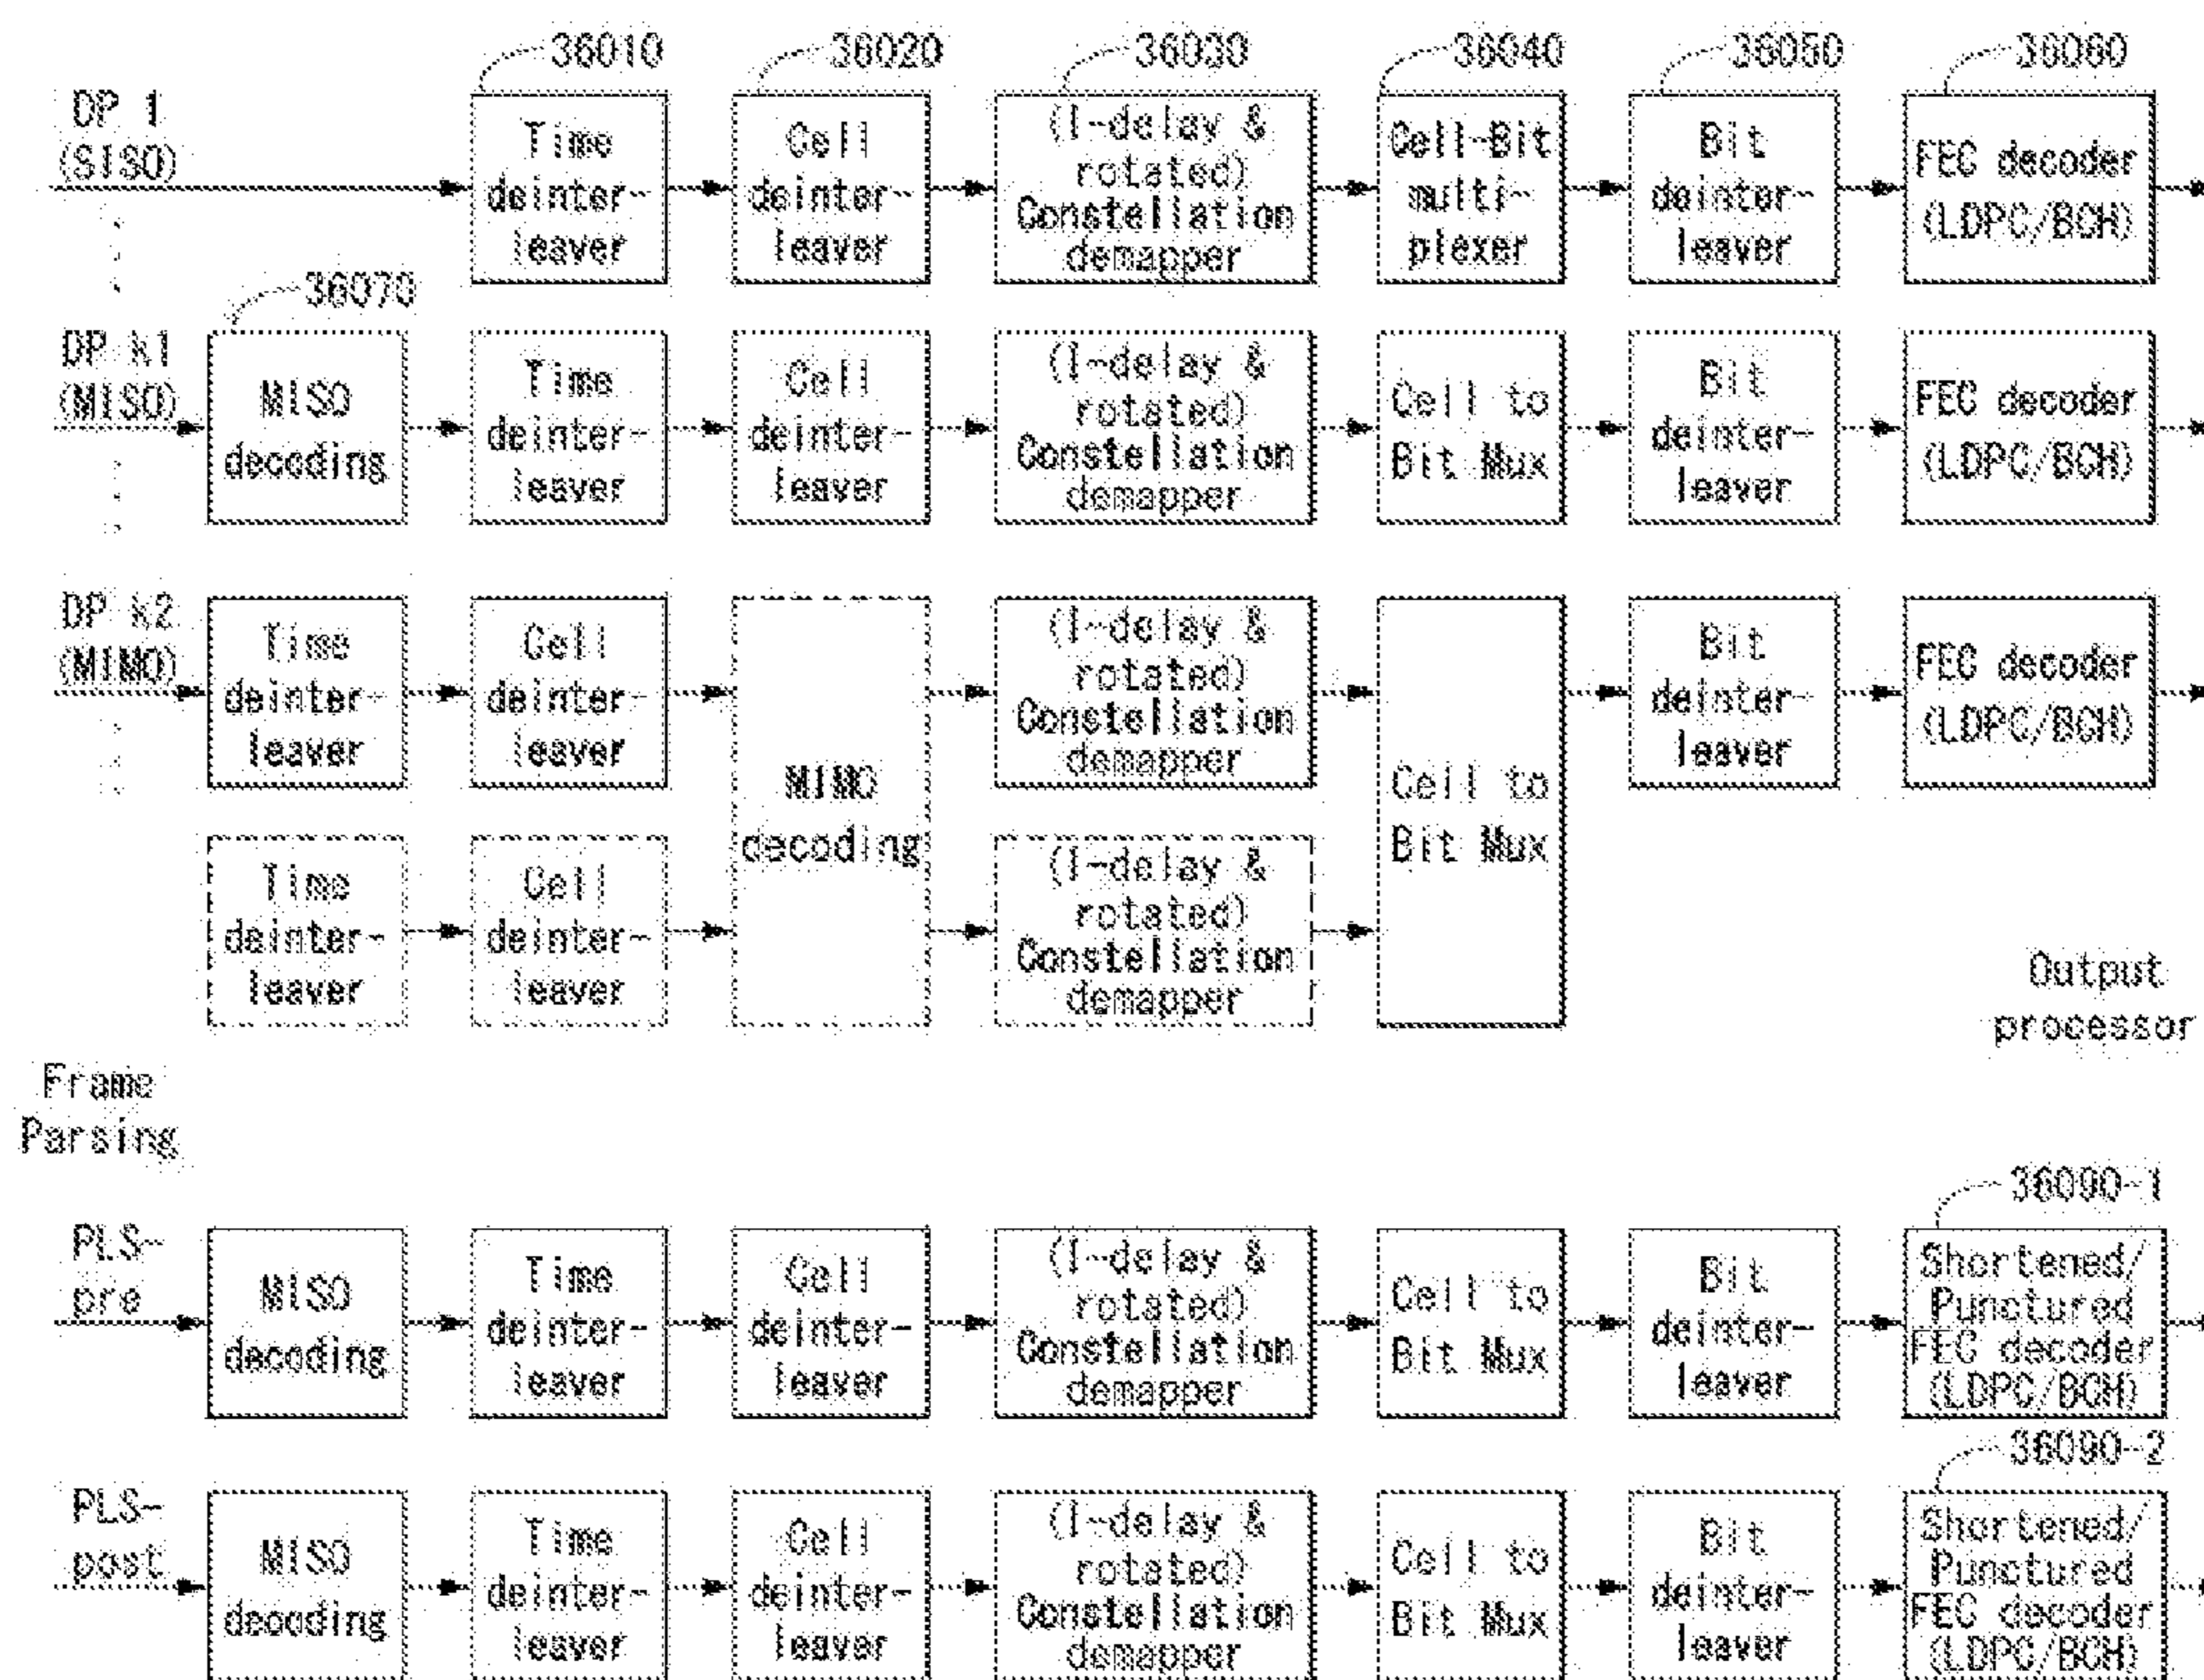 36010
36020
36030
36040
36050
36060
DP 1
(SISO)
Time
deinter-
leaver
Cell
deinter-
leaver
(I-delay &
rotated)
Constellation
demapper
Cell-Bit
multi-
plexer
Bit
deinter-
leaver
FEC decoder
(LDPC/BCH)
36070
DP k1
(MISO)
MISO
decoding
Time
deinter-
leaver
Cell
deinter-
leaver
(I-delay &
rotated)
Constellation
demapper
Cell to
Bit Mux
Bit
deinter-
leaver
FEC decoder
(LDPC/BCH)
DP k2
(MIMO)
Time
deinter-
leaver
Cell
deinter-
leaver
MIMO
decoding
(I-delay &
rotated)
Constellation
demapper
Cell to
Bit Mux
Bit
deinter-
leaver
FEC decoder
(LDPC/BCH)
Time
deinter-
leaver
Cell
deinter-
leaver
(I-delay &
rotated)
Constellation
demapper
Output
processor
Frame
Parsing
36090-1
PLS-
pre
MISO
decoding
Time
deinter-
leaver
Cell
deinter-
leaver
(I-delay &
rotated)
Constellation
demapper
Cell to
Bit Mux
Bit
deinter-
leaver
Shortened/
Punctured
FEC decoder
(LDPC/BCH)
36090-2
PLS-
post
MISO
decoding
Time
deinter-
leaver
Cell
deinter-
leaver
(I-delay &
rotated)
Constellation
demapper
Cell to
Bit Mux
Bit
deinter-
leaver
Shortened/
Punctured
FEC decoder
(LDPC/BCH)